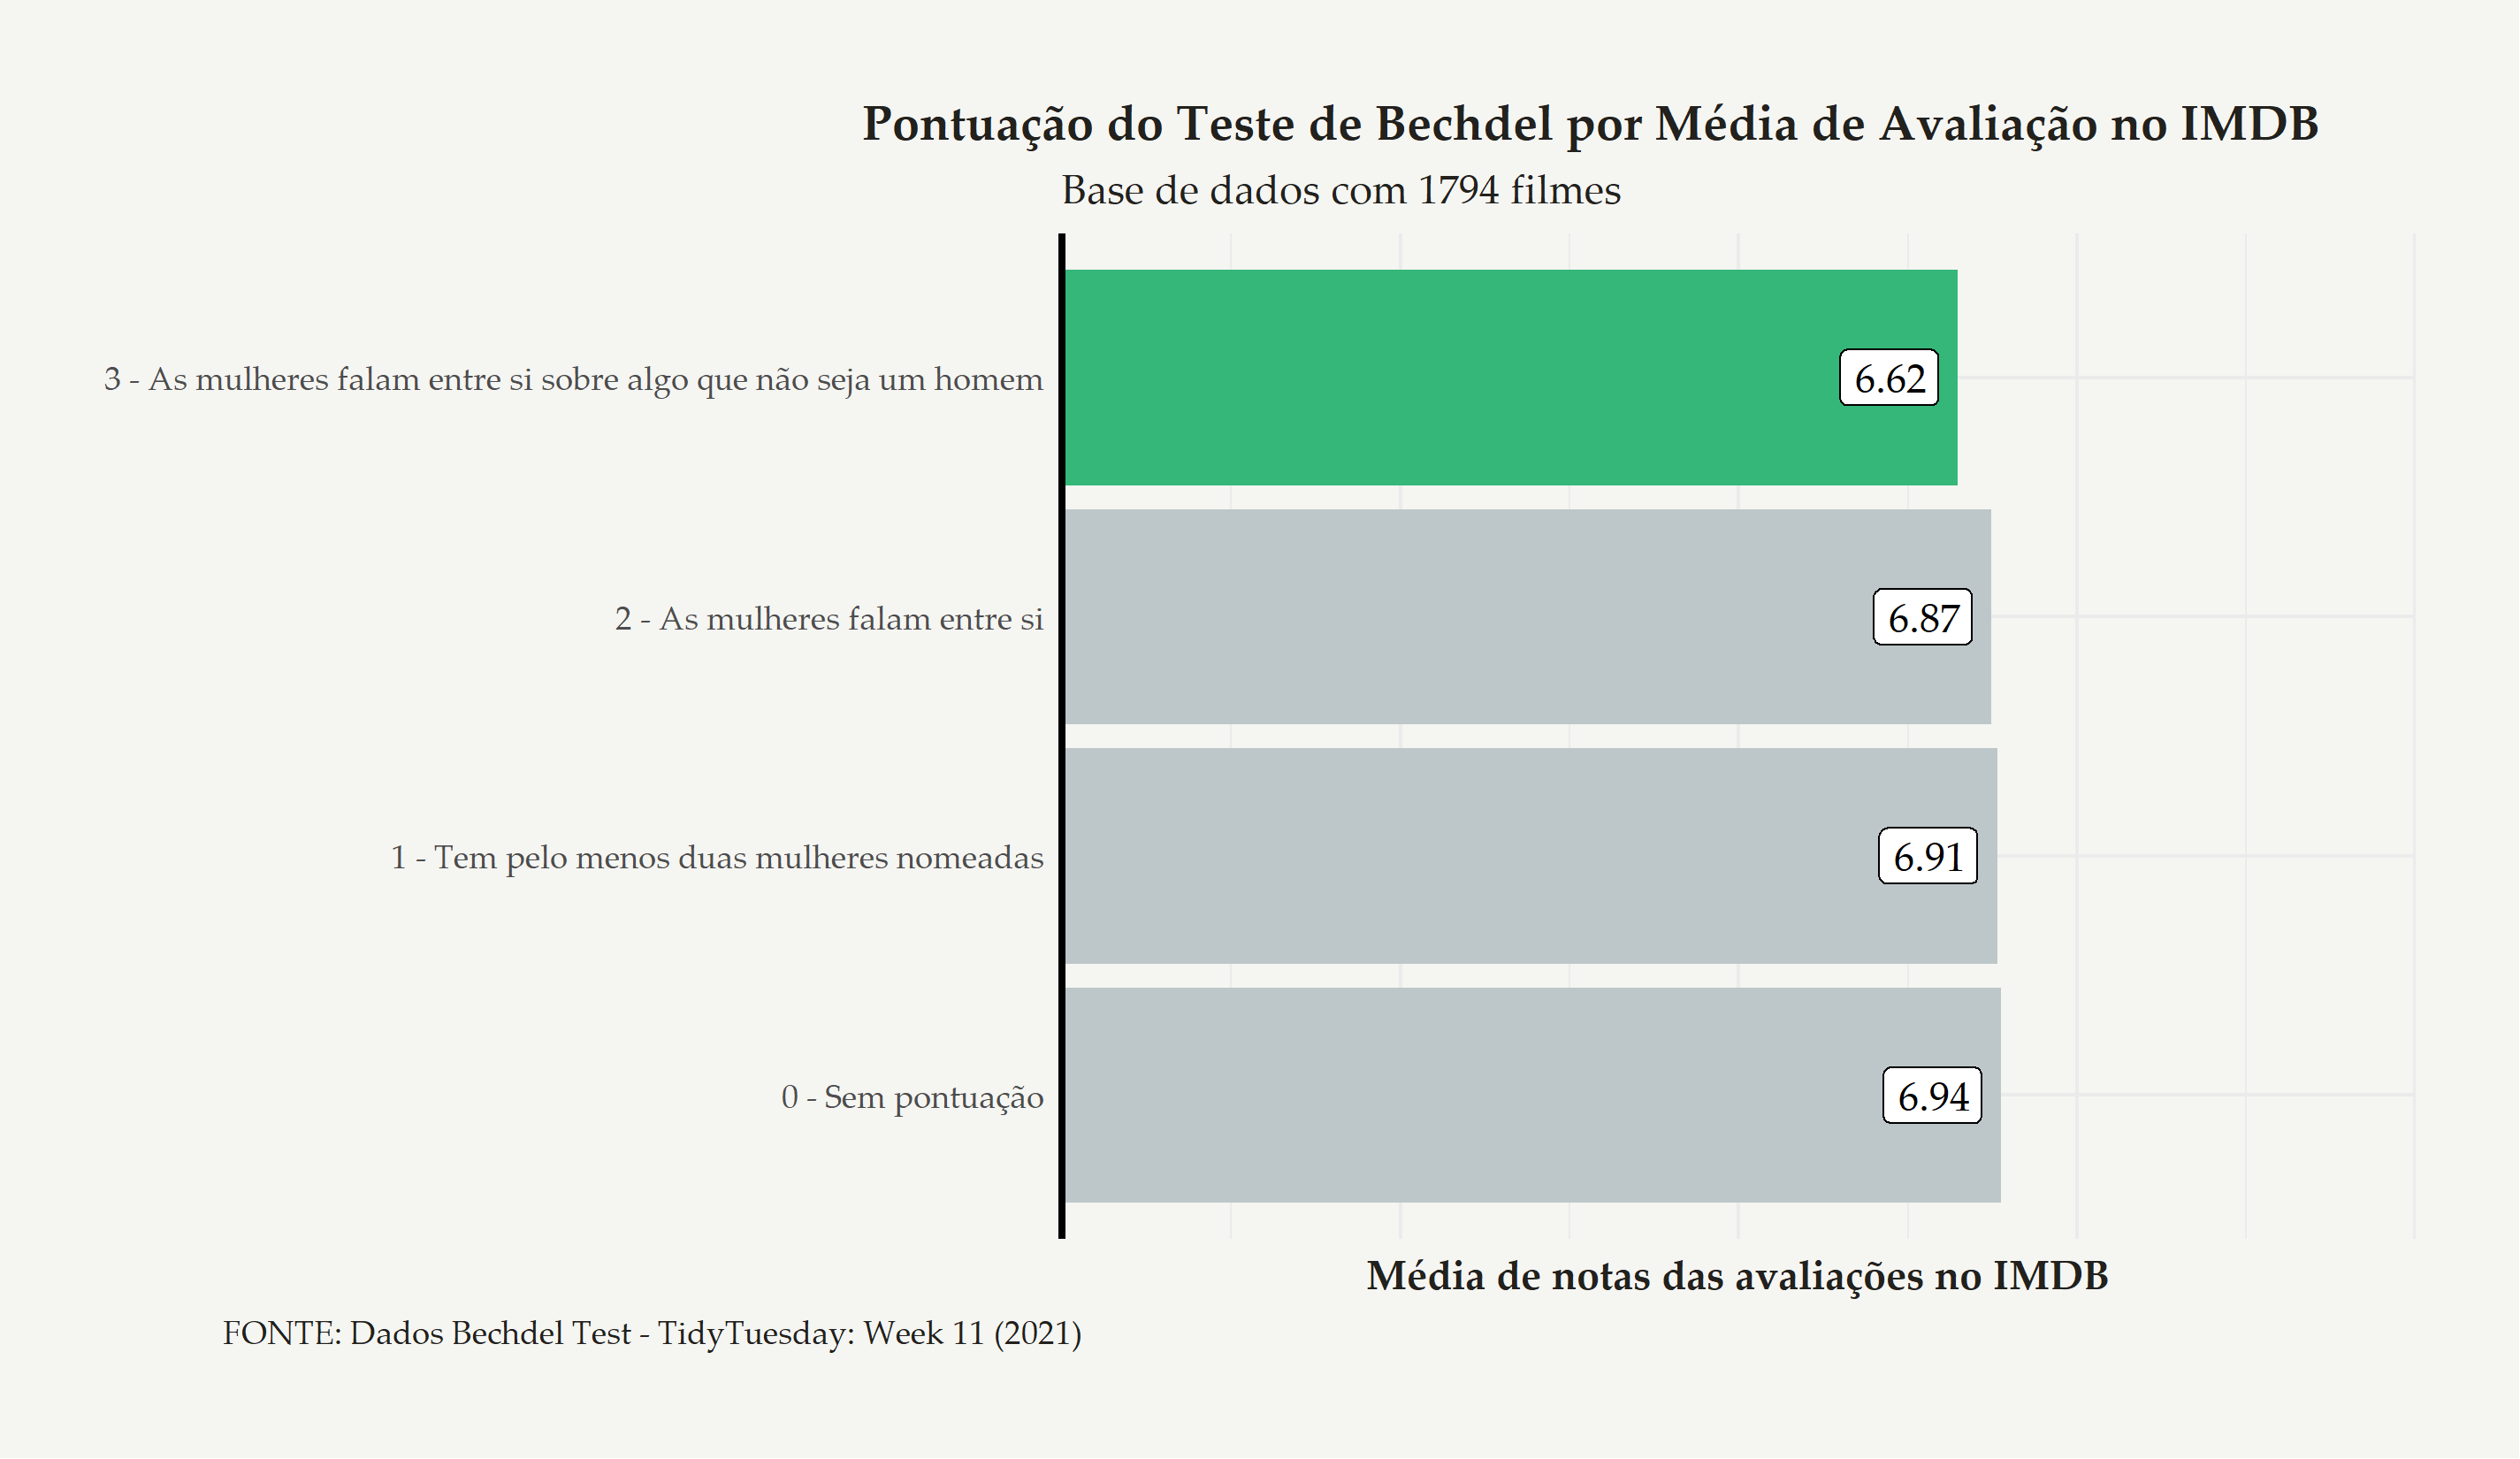 Pontuação do Teste de Bechdel por Média de Avaliação no IMDB
Base de dados com 1794 filmes
3 - As mulheres falam entre si sobre algo que não seja um homem
6.62
2 - As mulheres falam entre si
6.87
1 - Tem pelo menos duas mulheres nomeadas
6.91
0 - Sem pontuação
6.94
Média de notas das avaliações no IMDB
FONTE: Dados Bechdel Test - TidyTuesday: Week 11 (2021)